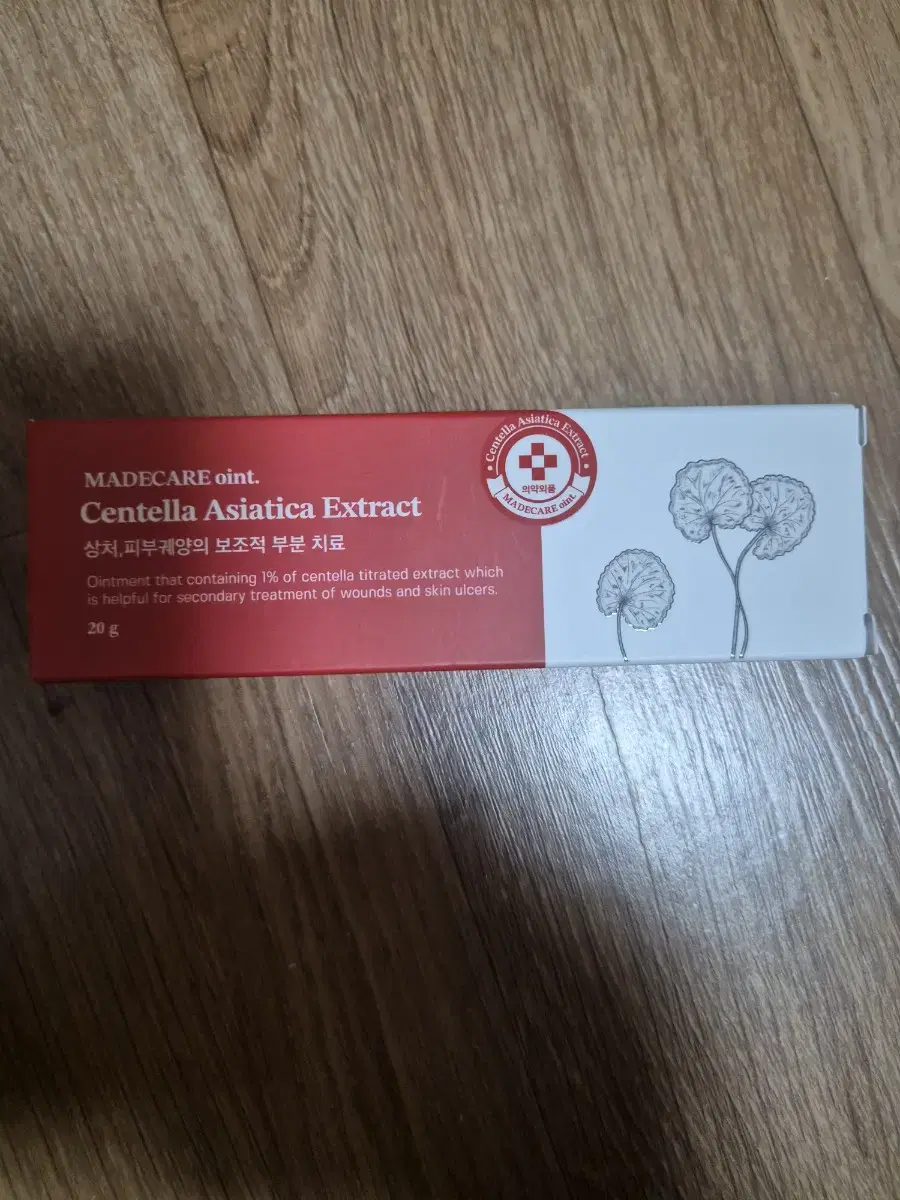 MADECARE oint.
Centella Asiatica Extract
상처,피부궤양의 보조적 부분 치료
Ointment that containing 1% of centella titrated extract which
is helpful for secondary treatment of wounds and skin ulcers.
20 g
• Centella Asiatica Extract •
의약외품
MADECARE oint.